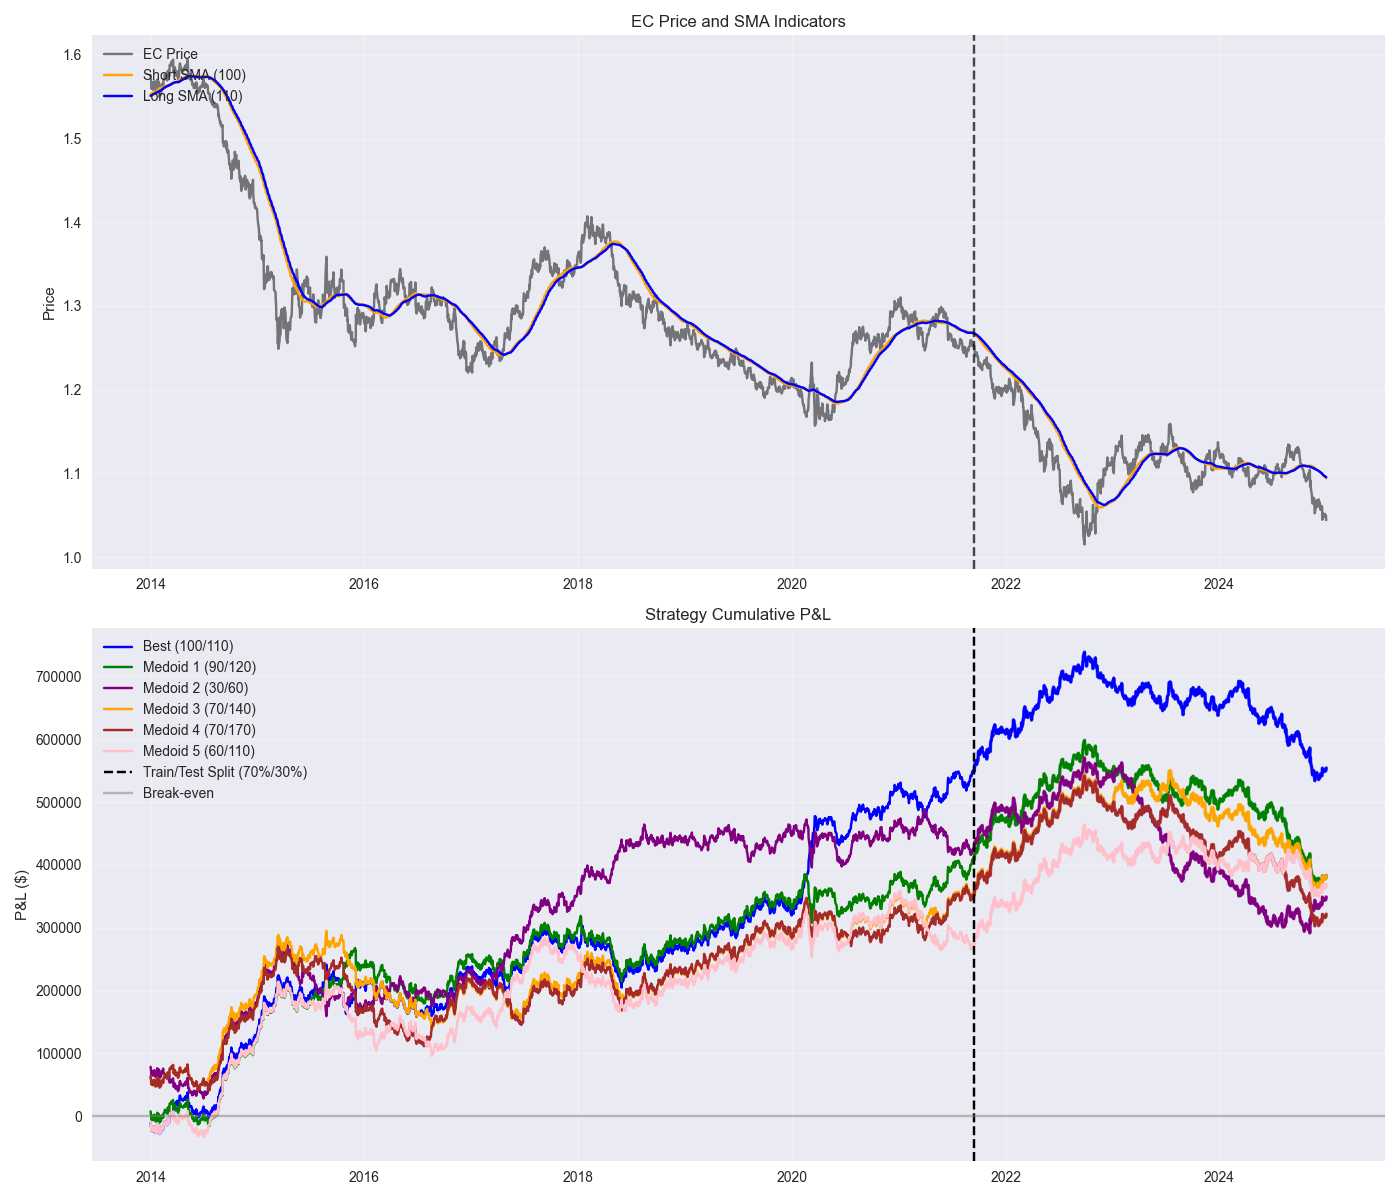 EC Price and SMA Indicators
EC Price
Short SMA (100)
Long SMA (110)
Price
1.6
1.5
1.4
1.3
1.2
1.1
1.0
2014 2016 2018 2020 2022 2024
Strategy Cumulative P&L
Best (100/110)
Medoid 1 (90/120)
Medoid 2 (30/60)
Medoid 3 (70/140)
Medoid 4 (70/170)
Medoid 5 (60/110)
Train/Test Split (70%/30%)
Break-even
P&L ($)
700000
600000
500000
400000
300000
200000
100000
0
2014 2016 2018 2020 2022 2024